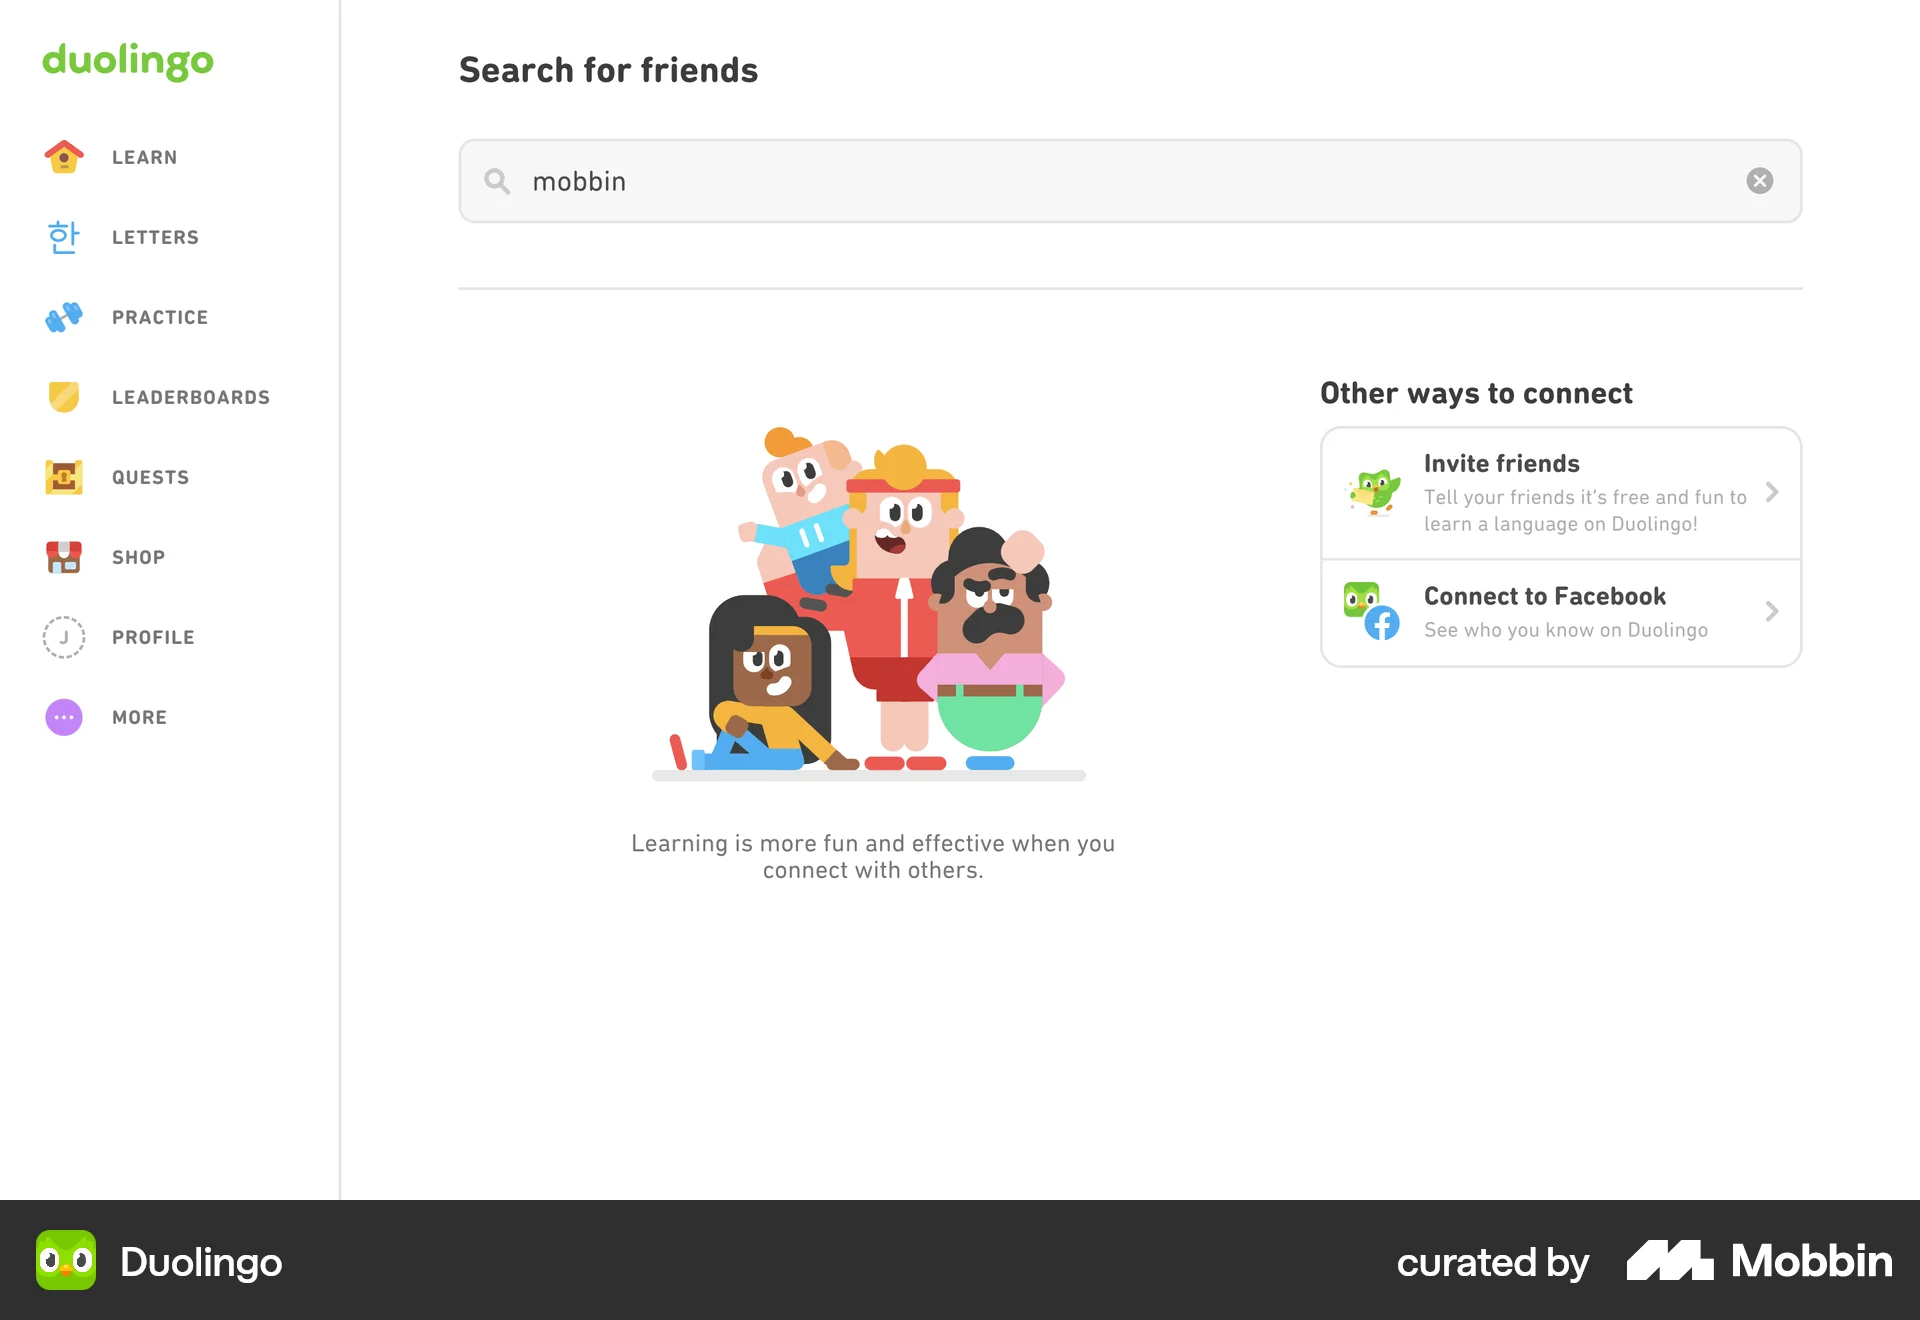 duolingo
LEARN
한
LETTERS
PRACTICE
LEADERBOARDS
QUESTS
SHOP
J
PROFILE
MORE
Search for friends
mobbin
Learning is more fun and effective when you
connect with others.
Other ways to connect
Invite friends
Tell your friends it’s free and fun to
learn a language on Duolingo!
Connect to Facebook
See who you know on Duolingo
Duolingo
curated by Mobbin